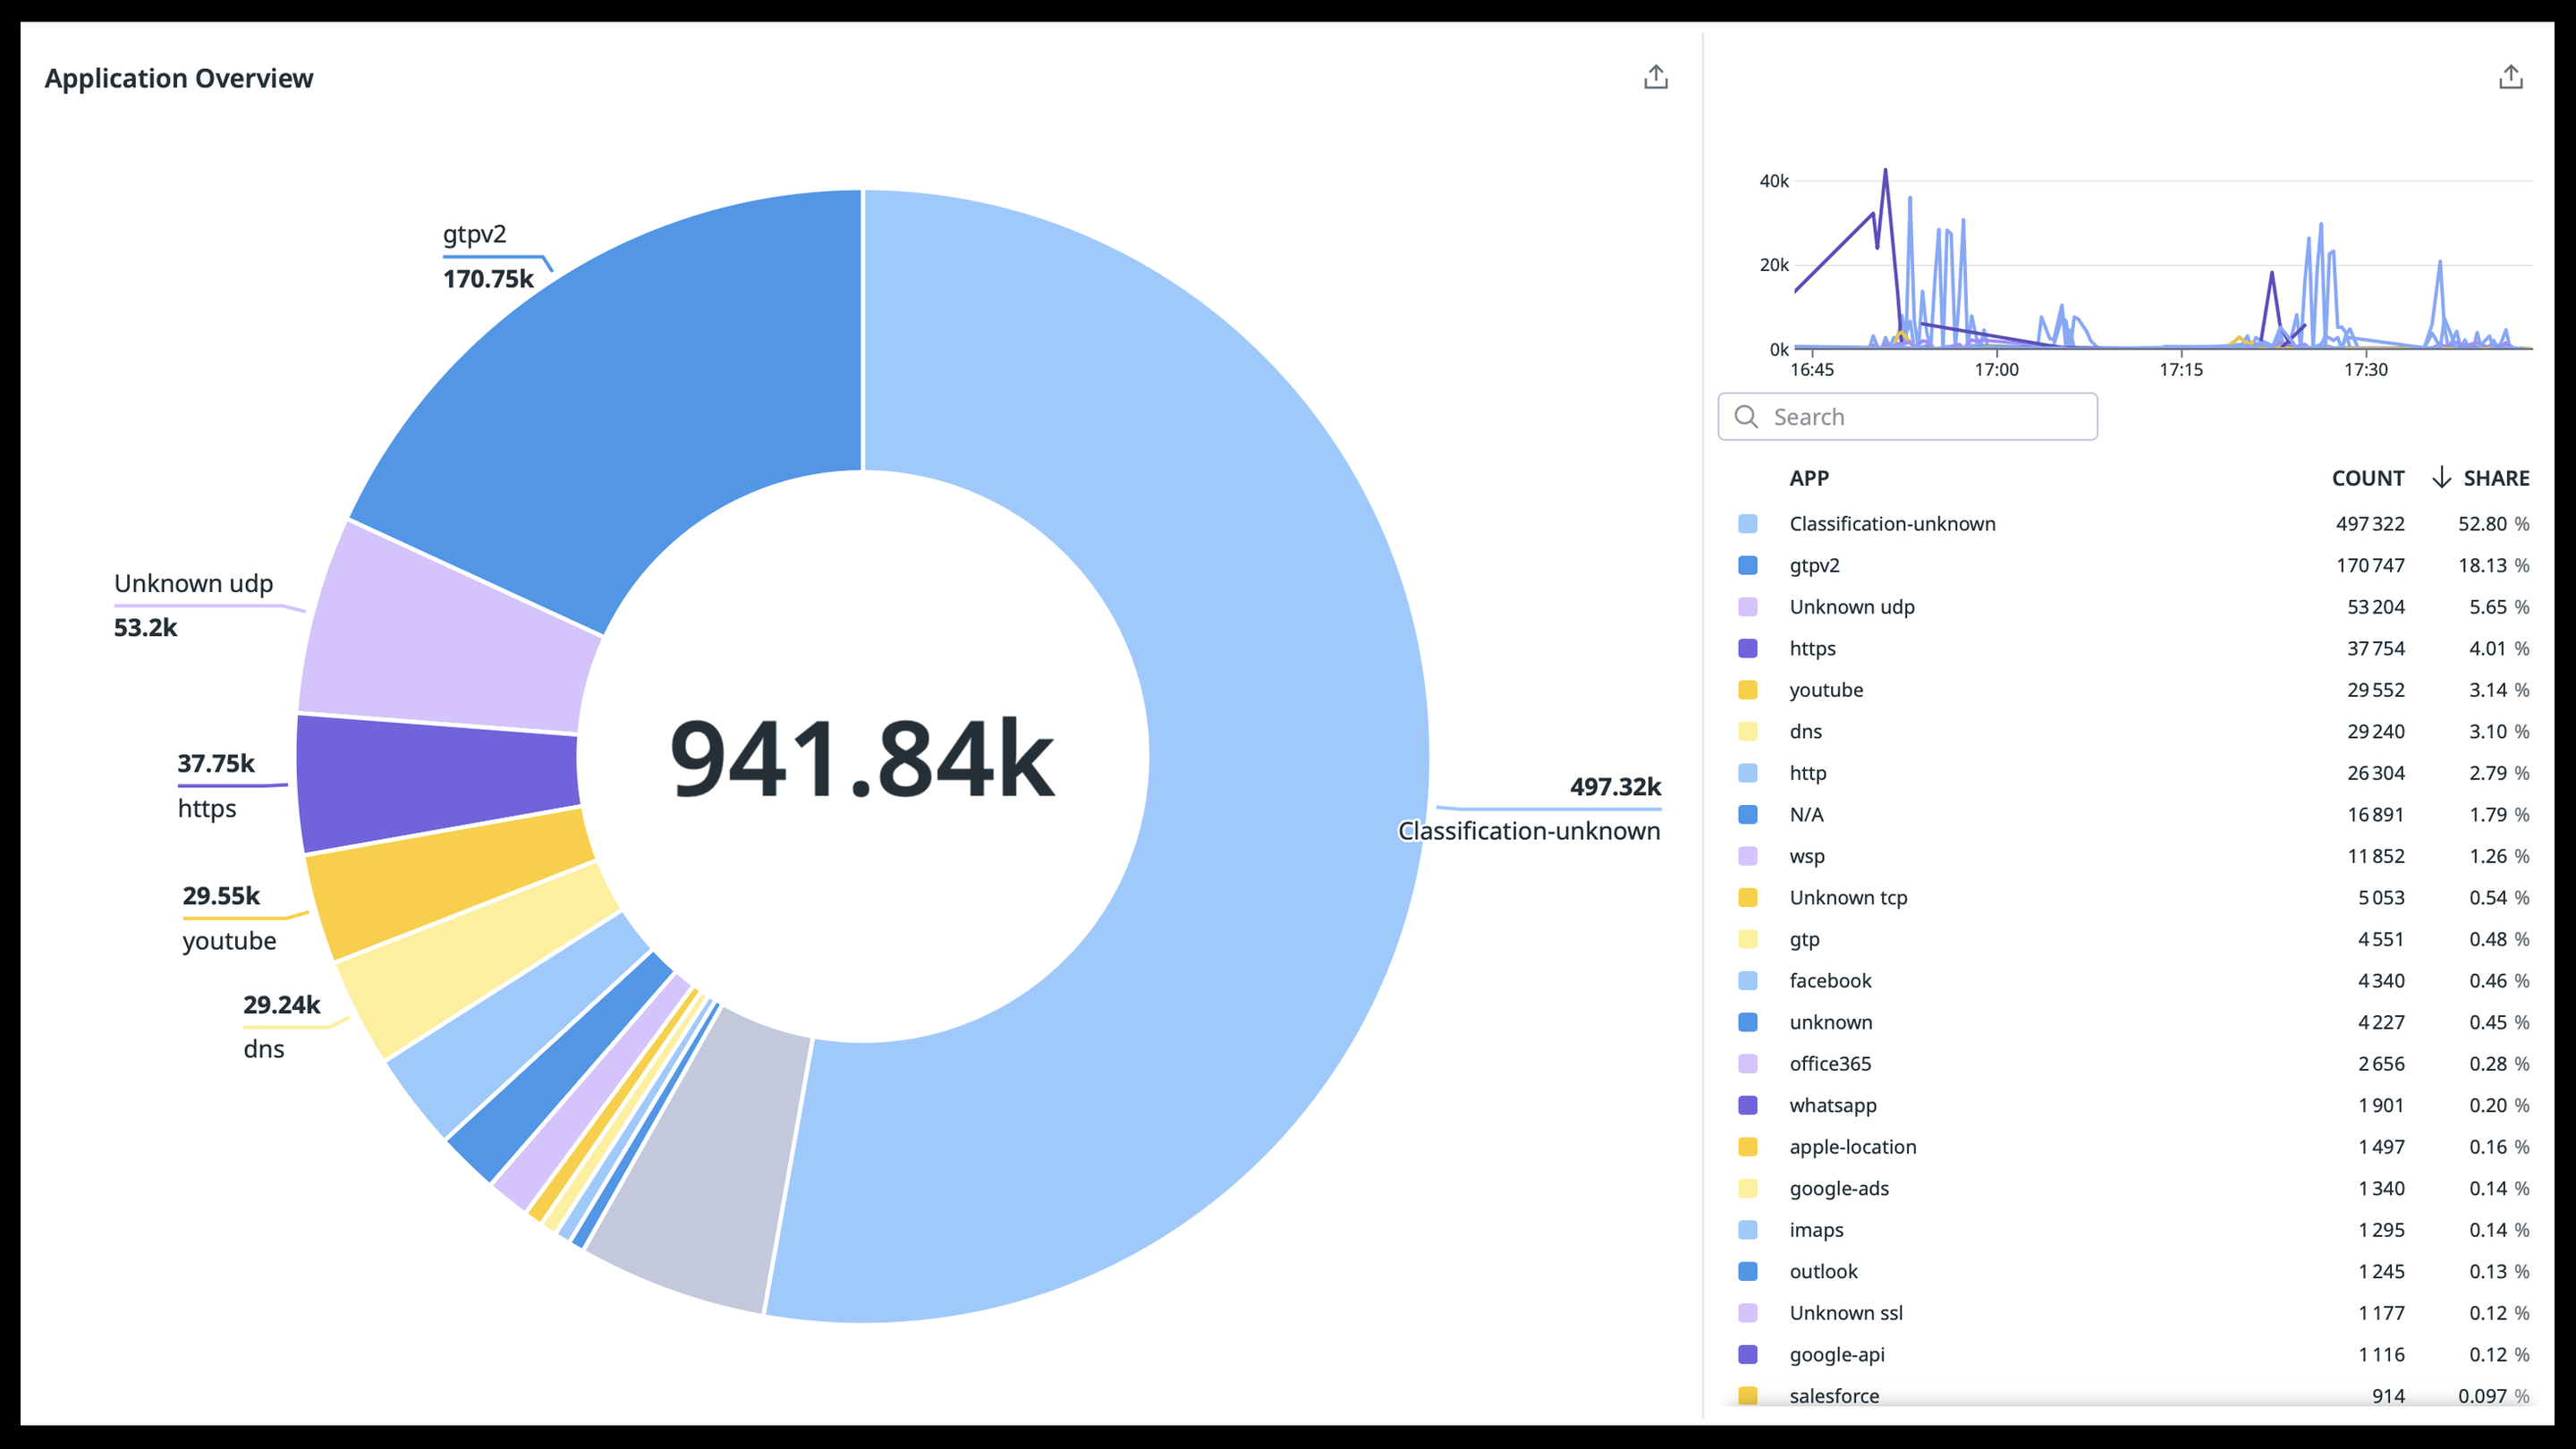 Application Overview
gtpv2
170.75k
Unknown udp
53.2k
37.75k
https
29.55k
youtube
29.24k
dns
941.84k
497.32k
Classification-unknown
40k
20k
0k
16:45 17:00 17:15 17:30
Search
APP COUNT SHARE
Classification-unknown 497 322 52.80 %
gtpv2 170 747 18.13 %
Unknown udp 53 204 5.65 %
https 37 754 4.01 %
youtube 29 552 3.14 %
dns 29 240 3.10 %
http 26 304 2.79 %
N/A 16 891 1.79 %
wsp 11 852 1.26 %
Unknown tcp 5 053 0.54 %
gtp 4 551 0.48 %
facebook 4 340 0.46 %
unknown 4 227 0.45 %
office365 2 656 0.28 %
whatsapp 1 901 0.20 %
apple-location 1 497 0.16 %
google-ads 1 340 0.14 %
imaps 1 295 0.14 %
outlook 1 245 0.13 %
Unknown ssl 1 177 0.12 %
google-api 1 116 0.12 %
salesforce 914 0.097 %